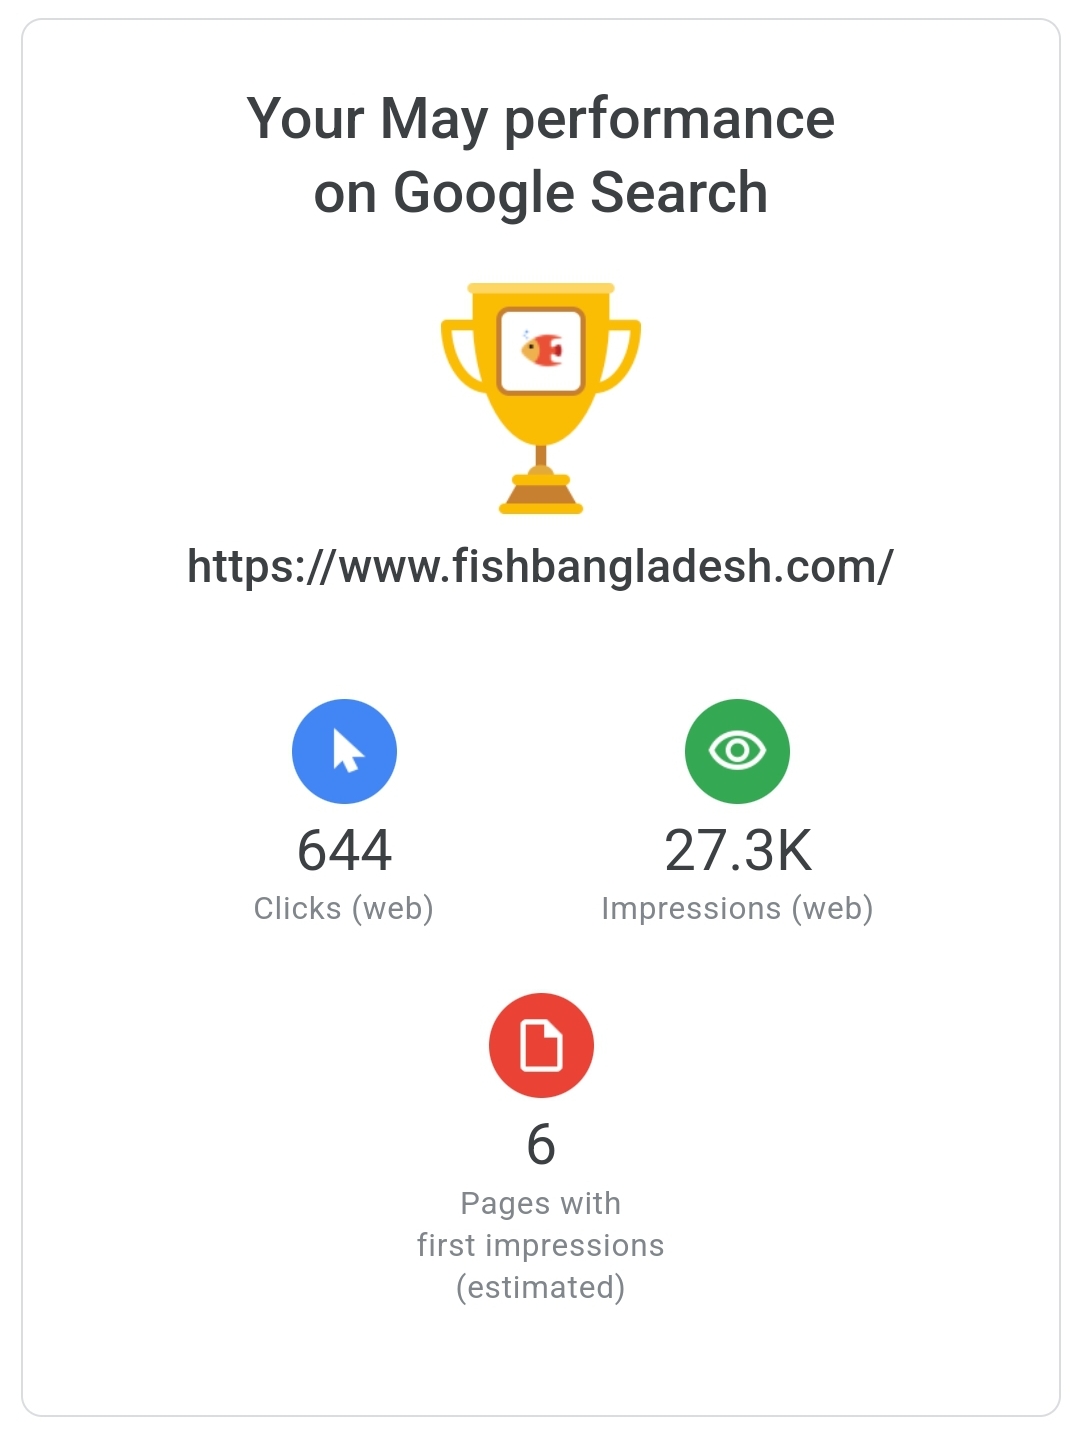 Your May performance
on Google Search
https://www.fishbangladesh.com/
644
Clicks (web)
27.3K
Impressions (web)
6
Pages with
first impressions
(estimated)